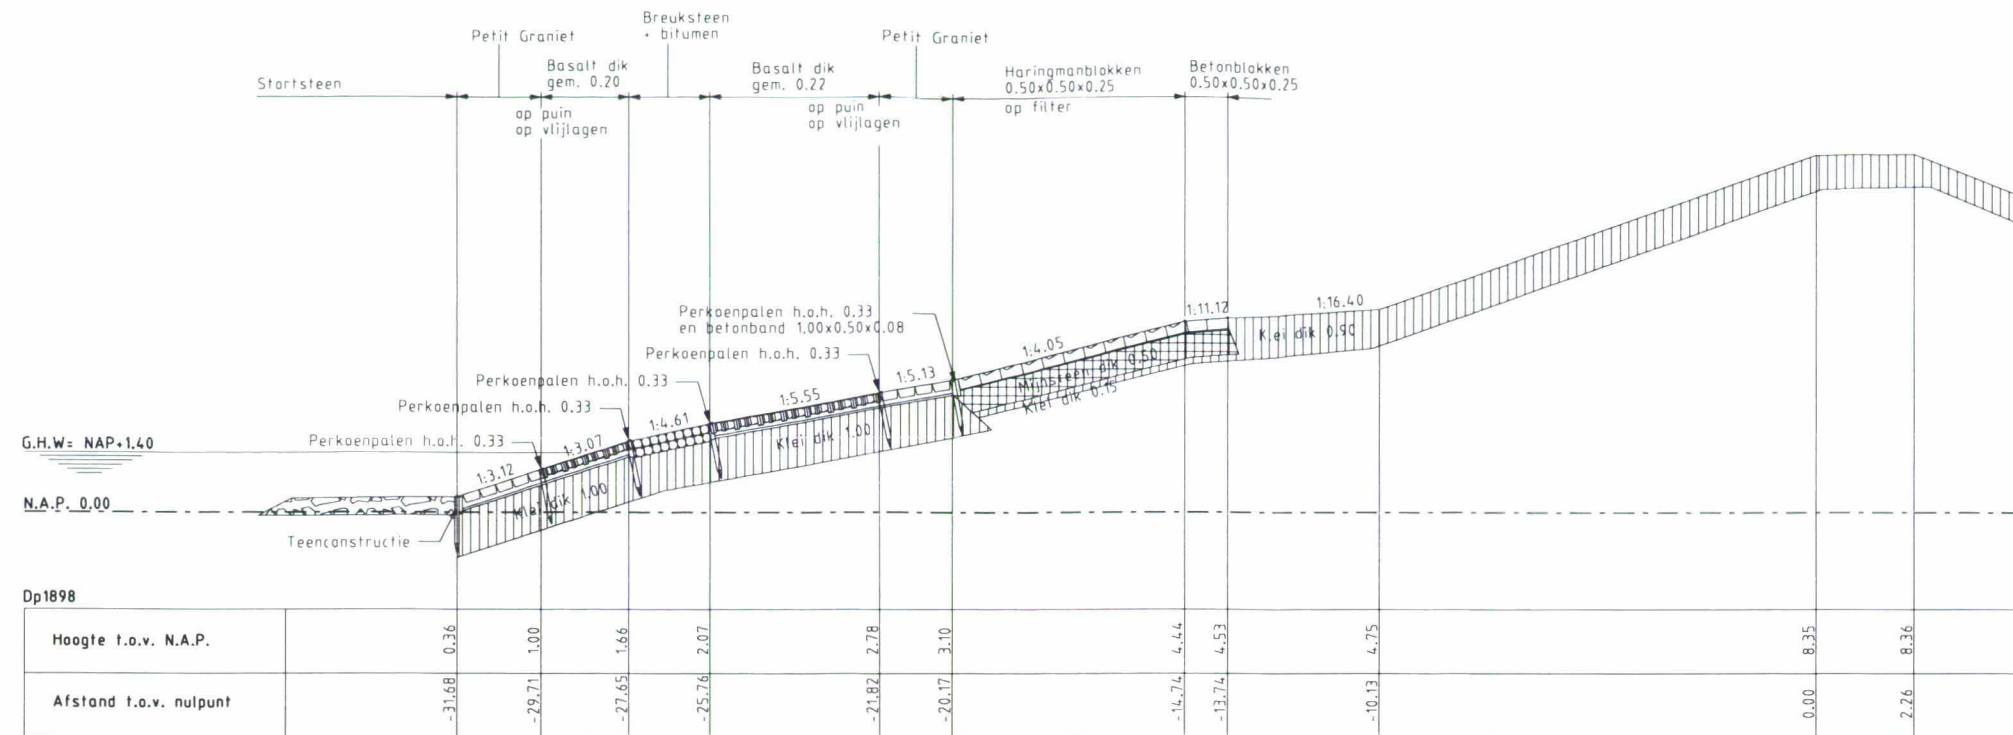 Breuksteen
+ bitumen
Petit Graniet
Petit Graniet
Stortsteen
Basalt dik
gem. 0.20
Basalt dik
gem. 0.22
Haringmanblokken
0.50x0.50x0.25
op filter
Betonblokken
0.50x0.50x0.25
op puin
op vlijlagen
op puin
op vlijlagen
Perkoenpalen h.o.h. 0.33
en betonband 1.00x0.50x0.08
Perkoenpalen h.o.h. 0.33
Perkoenpalen h.o.h. 0.33
Perkoenpalen h.o.h. 0.33
Perkoenpalen h.o.h. 0.33
1:3.12
1:3.07
1:4.61
1:5.55
1:5.13
1:4.05
1:11.12
1:16.40
Klei dik 0.90
Mijnsteen dik 0.50
Klei dik 0.15
Klei dik 1.00
Klei dik 1.00
G.H.W= NAP+1.40
N.A.P. 0.00
Teenconstructie
Dp1898
Hoogte t.o.v. N.A.P. 0.36 1.00 1.66 2.07 2.78 3.10 4.44 4.53 4.75 8.35 8.36
Afstand t.o.v. nulpunt -31.68 -29.71 -27.65 -25.76 -21.82 -20.17 -14.74 -13.74 -10.13 0.00 2.26